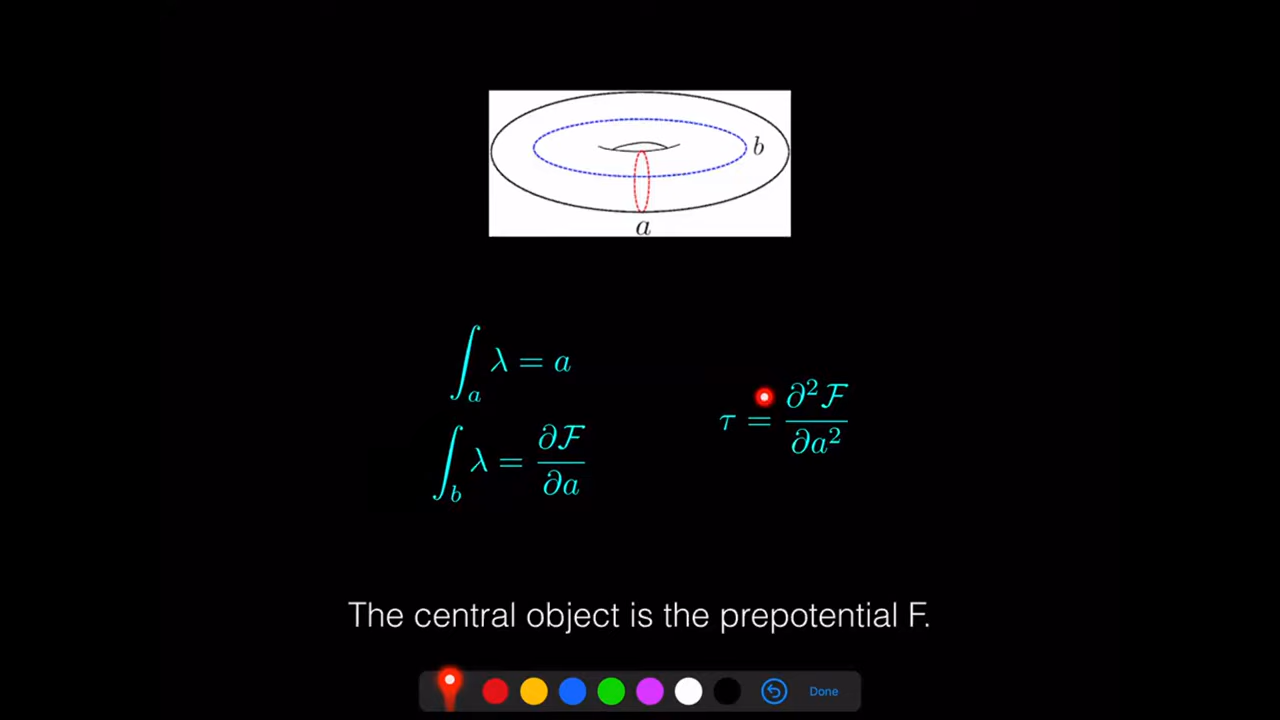 b
a
∫_a λ = a
τ = ∂²ℱ/∂a²
∫_b λ = ∂ℱ/∂a
The central object is the prepotential F.
Done